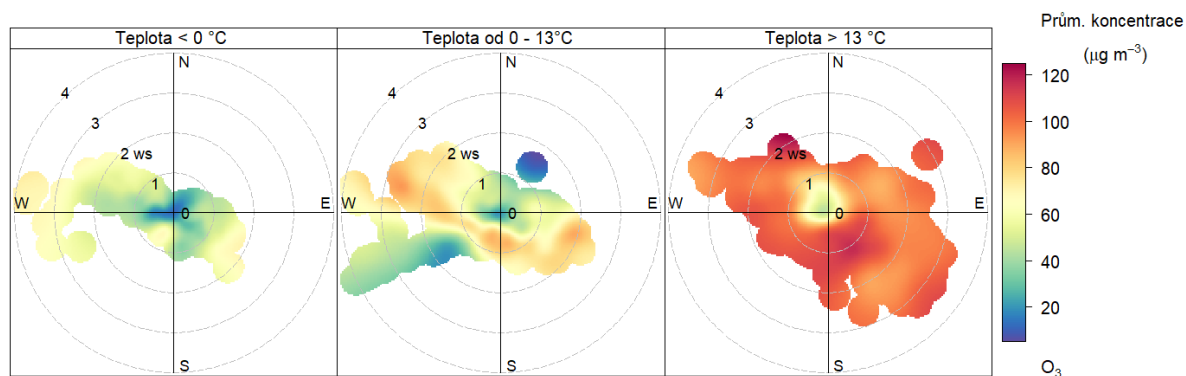 Teplota < 0 °C
N
4
3
2 ws
1
0
W
E
S
Teplota od 0 - 13°C
N
4
3
2 ws
1
0
W
E
S
Teplota > 13 °C
N
4
3
2 ws
1
0
W
E
S
Prům. koncentrace
(μg m⁻³)
120
100
80
60
40
20
O₃